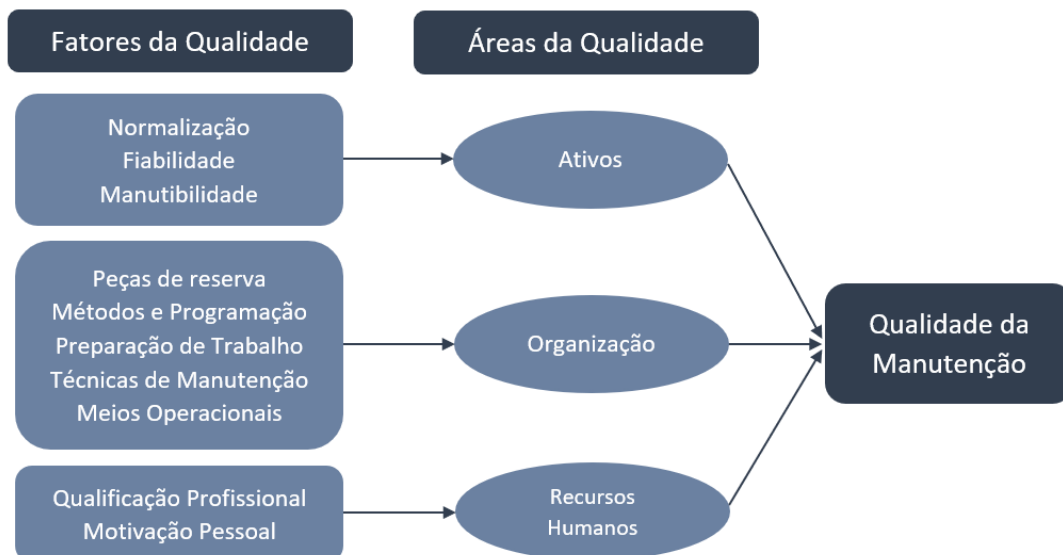 Fatores da Qualidade
Áreas da Qualidade
Normalização
Fiabilidade
Manutibilidade
Ativos
Peças de reserva
Métodos e Programação
Preparação de Trabalho
Técnicas de Manutenção
Meios Operacionais
Organização
Qualidade da
Manutenção
Qualificação Profissional
Motivação Pessoal
Recursos
Humanos